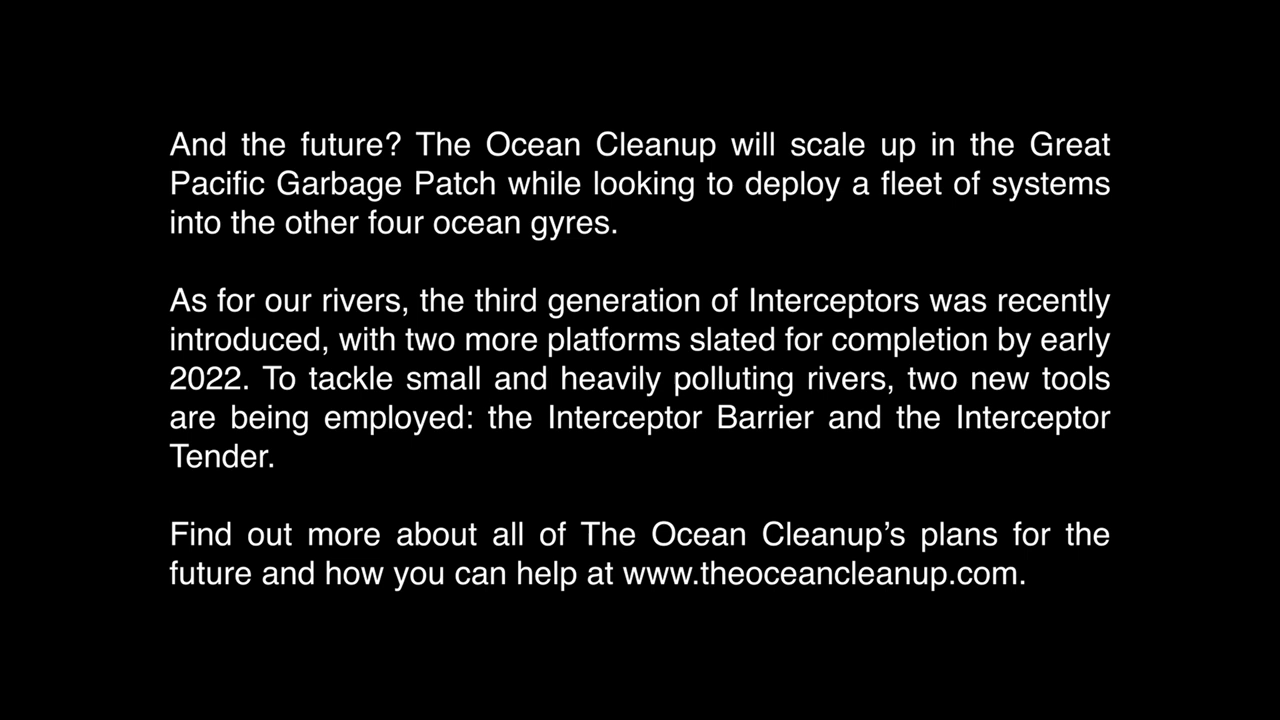 And the future? The Ocean Cleanup will scale up in the Great
Pacific Garbage Patch while looking to deploy a fleet of systems
into the other four ocean gyres.
As for our rivers, the third generation of Interceptors was recently
introduced, with two more platforms slated for completion by early
2022. To tackle small and heavily polluting rivers, two new tools
are being employed: the Interceptor Barrier and the Interceptor
Tender.
Find out more about all of The Ocean Cleanup’s plans for the
future and how you can help at www.theoceancleanup.com.